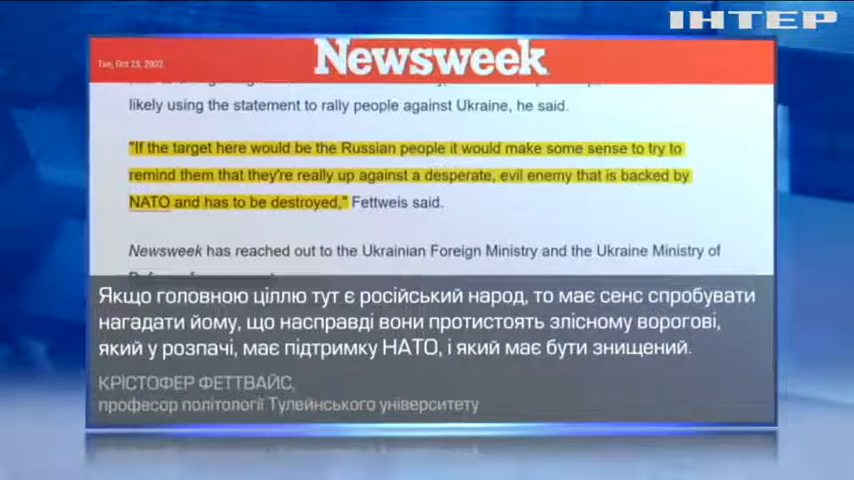 ІНТЕР
Tue, Oct 25, 2022
Newsweek
likely using the statement to rally people against Ukraine, he said.
"If the target here would be the Russian people it would make some sense to try to
remind them that they're really up against a desperate, evil enemy that is backed by
NATO and has to be destroyed," Fettweis said.
Newsweek has reached out to the Ukrainian Foreign Ministry and the Ukraine Ministry of
Якщо головною ціллю тут є російський народ, то має сенс спробувати
нагадати йому, що насправді вони протистоять злісному ворогові,
який у розпачі, має підтримку НАТО, і який має бути знищений.
КРІСТОФЕР ФЕТТВАЙС,
професор політології Тулейнського університету